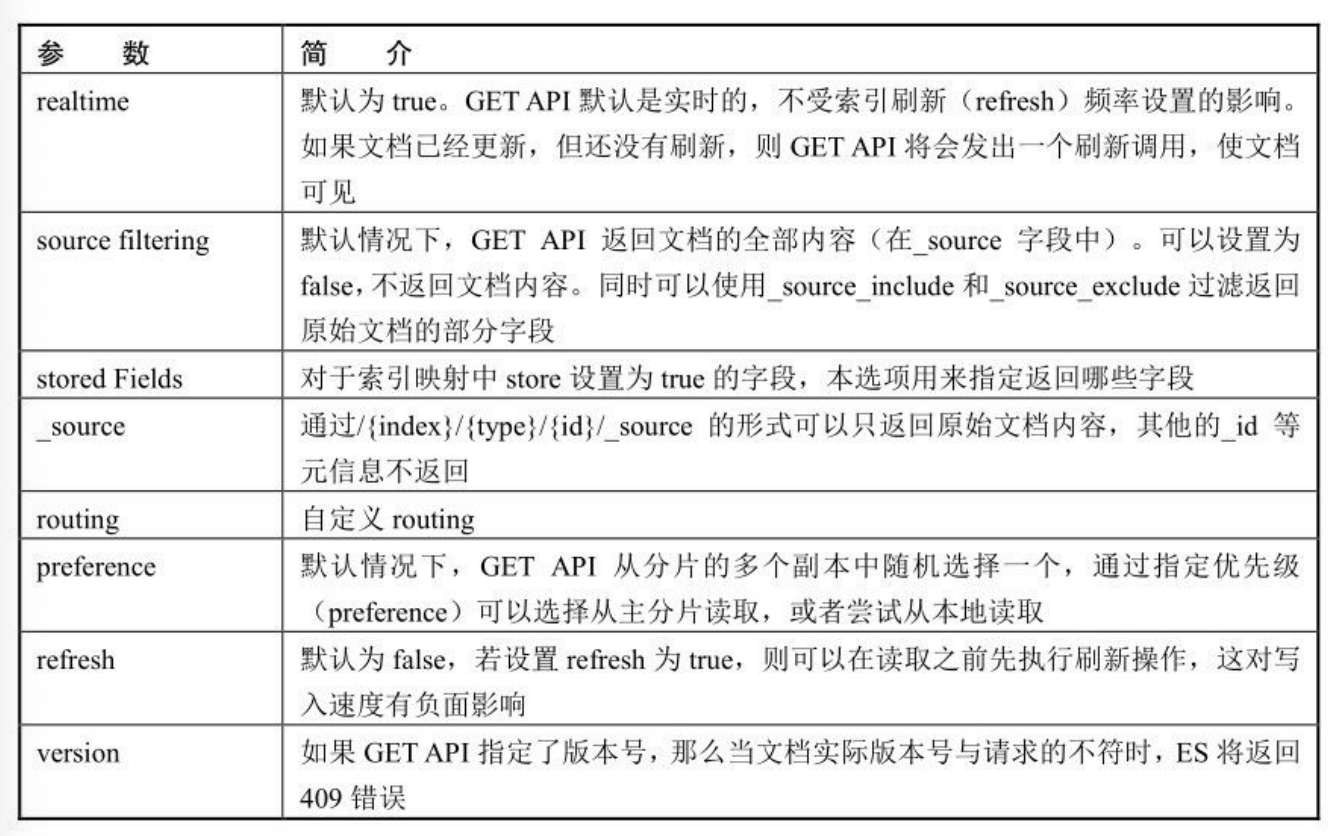 参 数 简 介
realtime 默认为 true。GET API 默认是实时的，不受索引刷新（refresh）频率设置的影响。
如果文档已经更新，但还没有刷新，则 GET API 将会发出一个刷新调用，使文档
可见
source filtering 默认情况下，GET API 返回文档的全部内容（在_source 字段中）。可以设置为
false，不返回文档内容。同时可以使用_source_include 和_source_exclude 过滤返回
原始文档的部分字段
stored Fields 对于索引映射中 store 设置为 true 的字段，本选项用来指定返回哪些字段
_source 通过/{index}/{type}/{id}/_source 的形式可以只返回原始文档内容，其他的_id 等
元信息不返回
routing 自定义 routing
preference 默认情况下，GET API 从分片的多个副本中随机选择一个，通过指定优先级
（preference）可以选择从主分片读取，或者尝试从本地读取
refresh 默认为 false，若设置 refresh 为 true，则可以在读取之前先执行刷新操作，这对写
入速度有负面影响
version 如果 GET API 指定了版本号，那么当文档实际版本号与请求的不符时，ES 将返回
409 错误